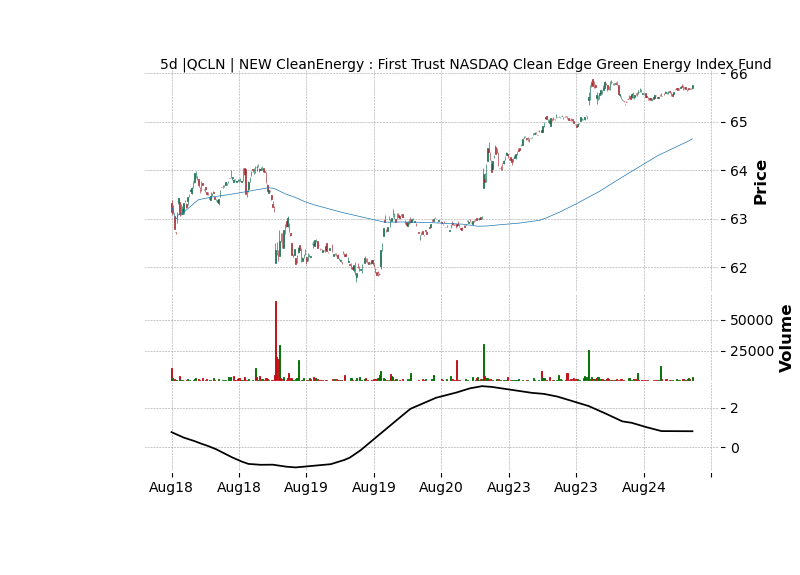 5d |QCLN | NEW CleanEnergy : First Trust NASDAQ Clean Edge Green Energy Index Fund
66
65
64
63
62
Price
50000
25000
Volume
2
0
Aug18 Aug18 Aug19 Aug19 Aug20 Aug23 Aug23 Aug24